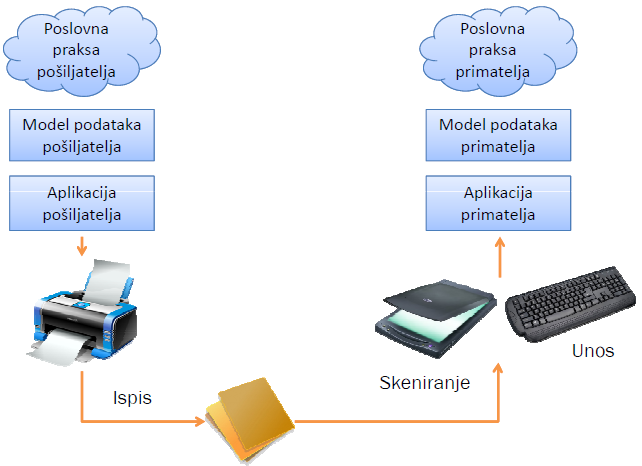 Poslovna
praksa
pošiljatelja
Poslovna
praksa
primatelja
Model podataka
pošiljatelja
Model podataka
primatelja
Aplikacija
pošiljatelja
Aplikacija
primatelja
Unos
Skeniranje
Ispis